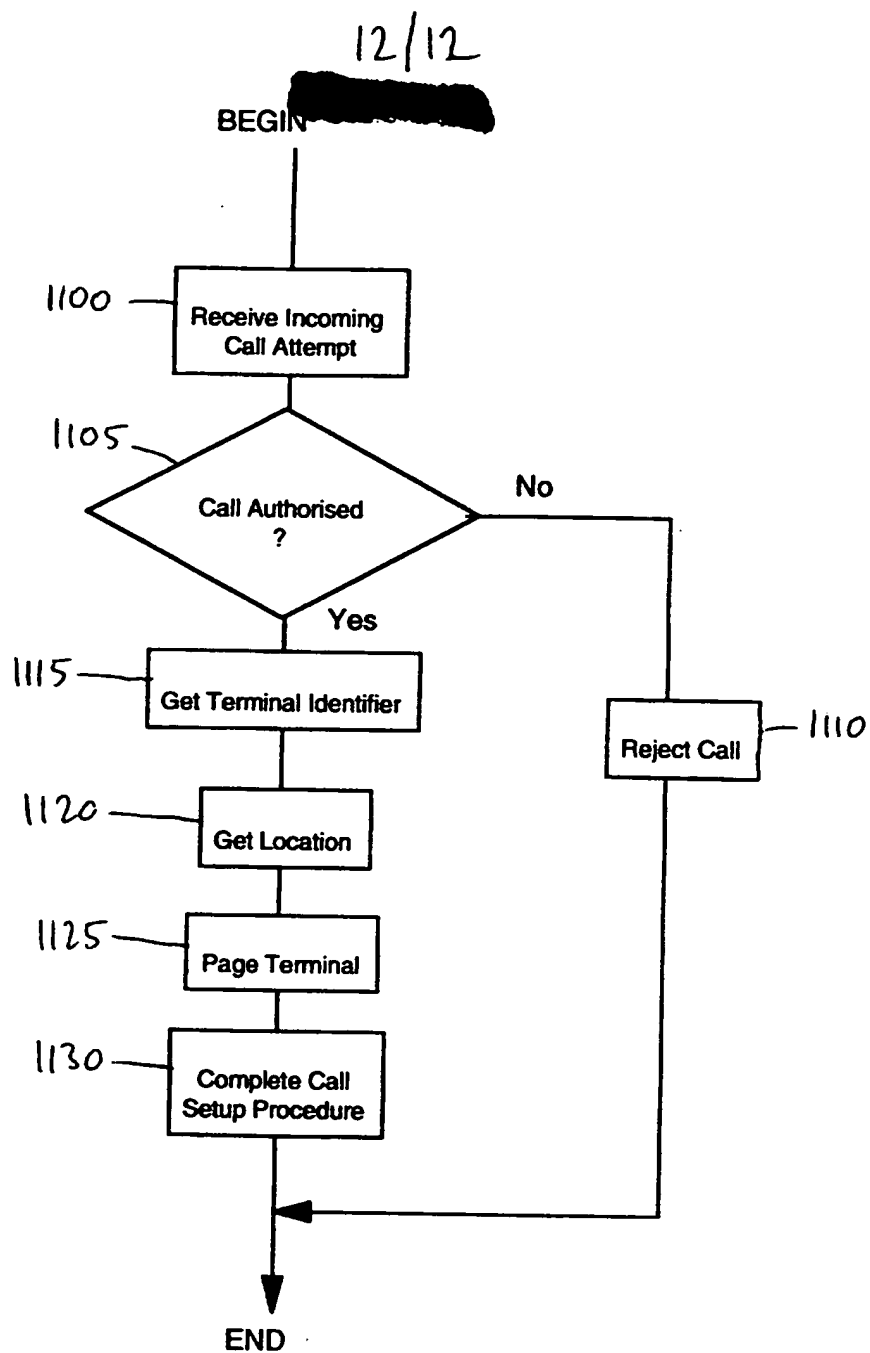 12/12
BEGIN
1100
Receive Incoming
Call Attempt
1105
Call Authorised
?
No
Yes
1115
Get Terminal Identifier
1110
Reject Call
1120
Get Location
1125
Page Terminal
1130
Complete Call
Setup Procedure
END